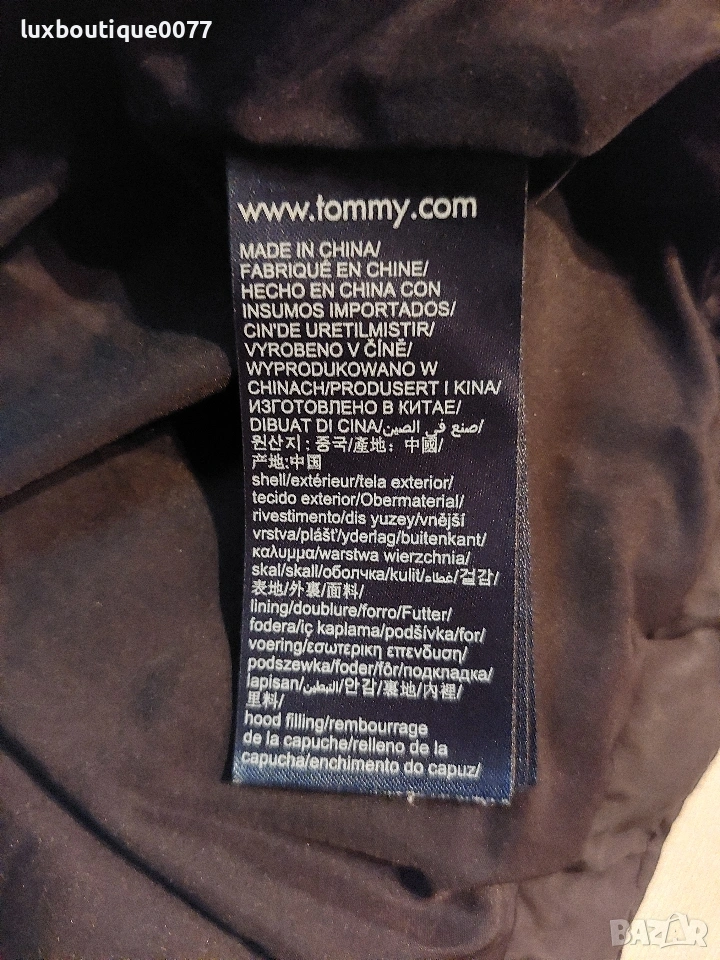 luxboutique0077
www.tommy.com
MADE IN CHINA/
FABRIQUÉ EN CHINE/
HECHO EN CHINA CON
INSUMOS IMPORTADOS/
CIN'DE URETILMISTIR/
VYROBENO V ČÍNĚ/
WYPRODUKOWANO W
CHINACH/PRODUSERT I KINA/
ИЗГОТОВЛЕНО В КИТАЕ/
DIBUAT DI CINA/صنع في الصين/
원산지 : 중국/產地：中國/
产地:中国
shell/extérieur/tela exterior/
tecido exterior/Obermaterial/
rivestimento/dis yuzey/vnější
vrstva/plášť/yderlag/buitenkant/
καλυμμα/warstwa wierzchnia/
skal/skall/оболчка/kulit/غطاء/겉감/
表地/外裏/面料/
lining/doublure/forro/Futter/
fodera/iç kaplama/podšívka/for/
voering/εσωτερικη επενδυση/
podszewka/foder/fôr/подкладка/
lapisan/التبطين/안감/裏地/內裡/
里料/
hood filling/rembourrage
de la capuche/relleno de la
capucha/enchimento do capuz/
BAZAR